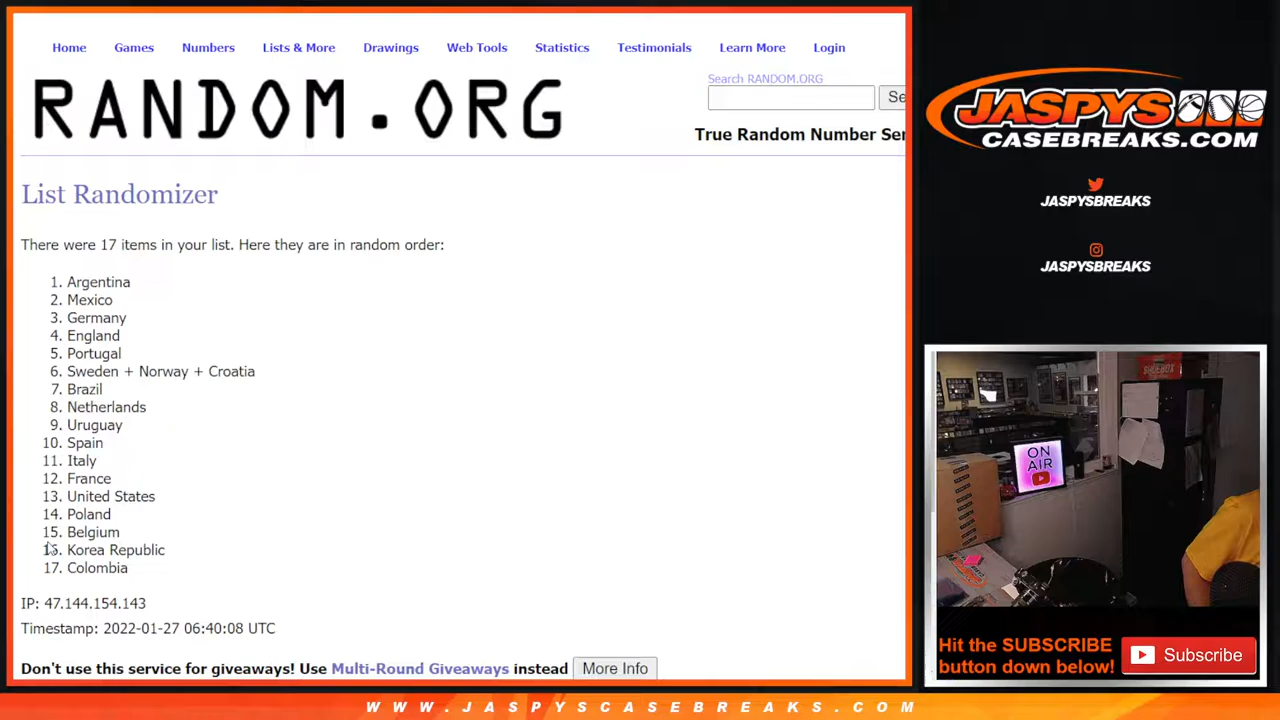 Home Games Numbers Lists & More Drawings Web Tools Statistics Testimonials Learn More Login
RANDOM.ORG
Search RANDOM.ORG
Se
True Random Number Ser
List Randomizer
There were 17 items in your list. Here they are in random order:
1. Argentina
2. Mexico
3. Germany
4. England
5. Portugal
6. Sweden + Norway + Croatia
7. Brazil
8. Netherlands
9. Uruguay
10. Spain
11. Italy
12. France
13. United States
14. Poland
15. Belgium
16. Korea Republic
17. Colombia
IP: 47.144.154.143
Timestamp: 2022-01-27 06:40:08 UTC
Don't use this service for giveaways! Use Multi-Round Giveaways instead More Info
JASPYS
CASEBREAKS.COM
JASPYSBREAKS
JASPYSBREAKS
ON
AIR
Hit the SUBSCRIBE
button down below!
Subscribe
WWW.JASPYSCASEBREAKS.COM